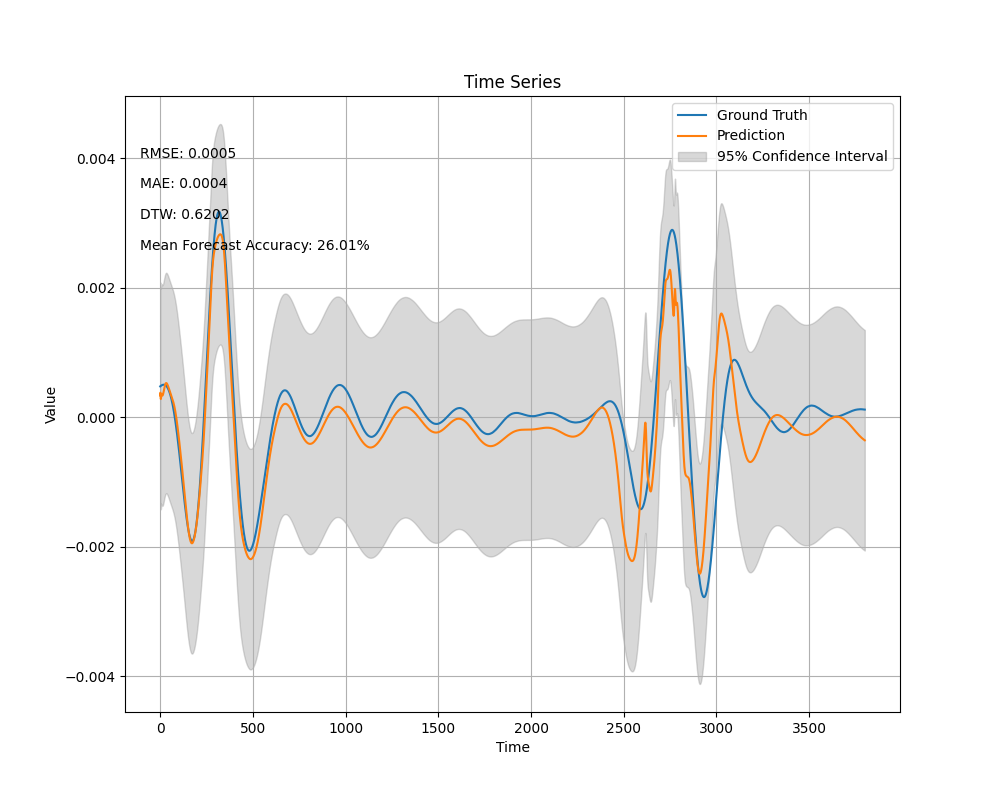 Time Series
Ground Truth
Prediction
95% Confidence Interval
RMSE: 0.0005
MAE: 0.0004
DTW: 0.6202
Mean Forecast Accuracy: 26.01%
Value
0.004
0.002
0.000
−0.002
−0.004
0 500 1000 1500 2000 2500 3000 3500
Time